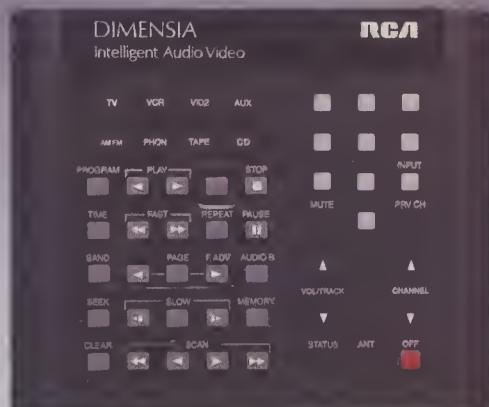 DIMENSIA RCA
Intelligent Audio Video
TV VCR VID2 AUX
AM/FM PHON TAPE CD
INPUT
PROGRAM PLAY STOP
MUTE PRV CH
TIME FAST REPEAT PAUSE
BAND PAGE F.ADV AUDIO B
VOL/TRACK CHANNEL
SEEK SLOW MEMORY
STATUS ANT OFF
CLEAR SCAN